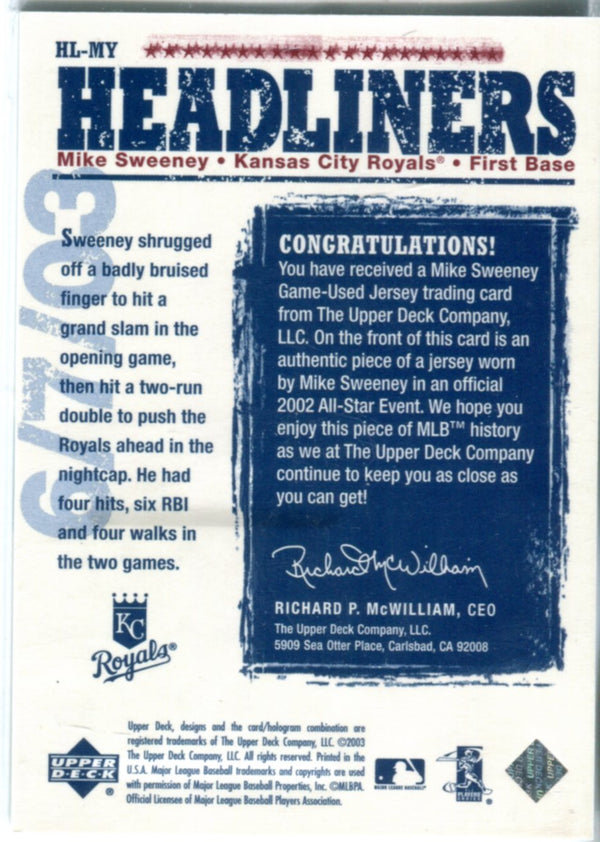 HL-MY
HEADLINERS
Mike Sweeney • Kansas City Royals® • First Base
6/7/03
Sweeney shrugged
off a badly bruised
finger to hit a
grand slam in the
opening game,
then hit a two-run
double to push the
Royals ahead in the
nightcap. He had
four hits, six RBI
and four walks in
the two games.
KC
Royals®
CONGRATULATIONS!
You have received a Mike Sweeney
Game-Used Jersey trading card
from The Upper Deck Company,
LLC. On the front of this card is an
authentic piece of a jersey worn
by Mike Sweeney in an official
2002 All-Star Event. We hope you
enjoy this piece of MLB™ history
as we at The Upper Deck Company
continue to keep you as close as
you can get!
Richard McWilliam
RICHARD P. McWILLIAM, CEO
The Upper Deck Company, LLC.
5909 Sea Otter Place, Carlsbad, CA 92008
UPPER
DECK®
Upper Deck, designs and the card/hologram combination are
registered trademarks of The Upper Deck Company, LLC. ©2003
The Upper Deck Company, LLC. All rights reserved. Printed in the
U.S.A. Major League Baseball trademarks and copyrights are used
with permission of Major League Baseball Properties, Inc. ©MLBPA.
Official Licensee of Major League Baseball Players Association.
MAJOR LEAGUE BASEBALL
PLAYERS
CHOICE
UPPER